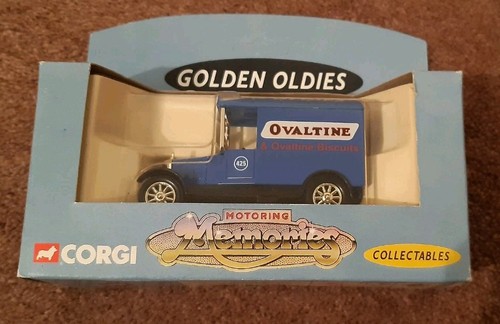 GOLDEN OLDIES
OVALTINE
& Ovaltine Biscuits
425
MOTORING
Memories
CORGI
COLLECTABLES